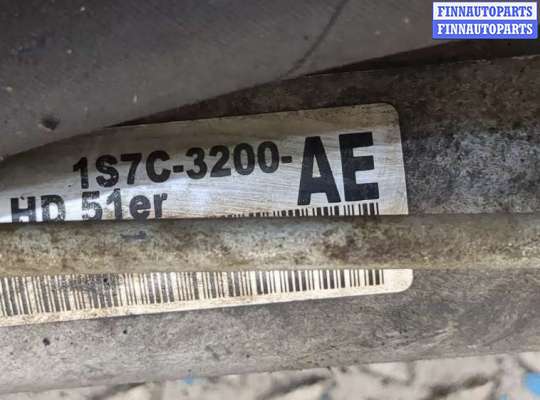 FINNAUTOPARTS
FINNAUTOPARTS
1S7C-3200-AE
HD 51er